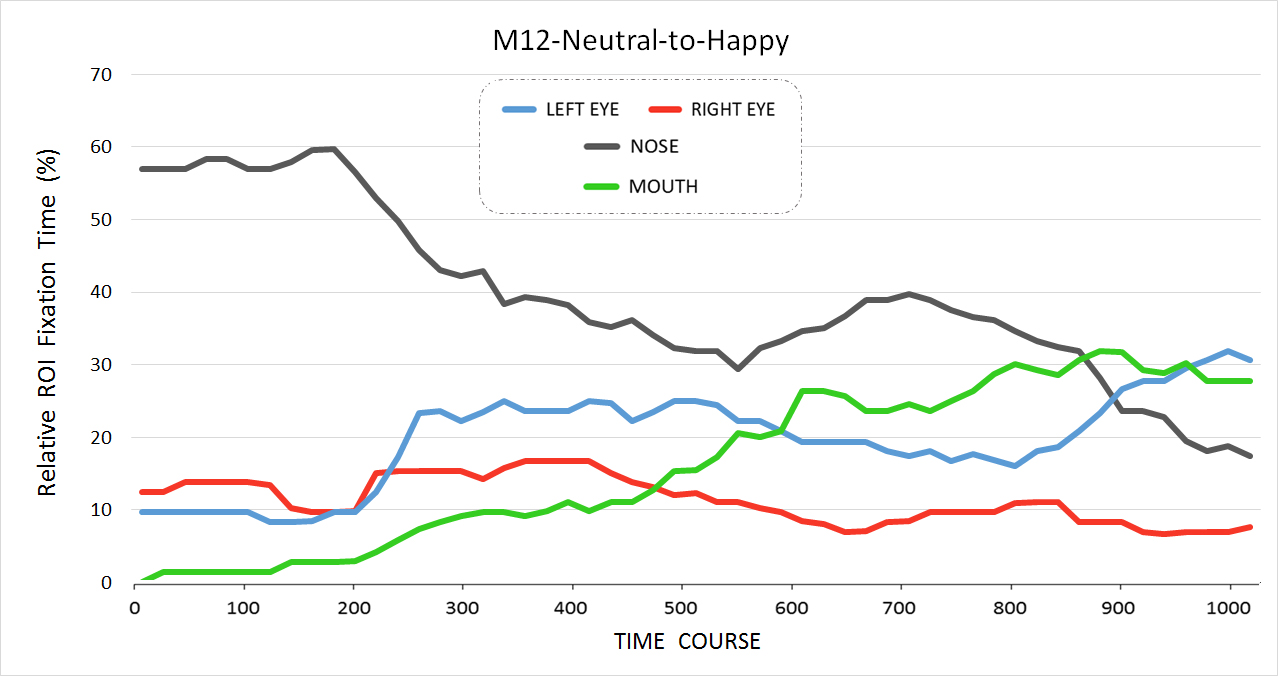 M12-Neutral-to-Happy
LEFT EYE RIGHT EYE
NOSE
MOUTH
Relative ROI Fixation Time (%)
70
60
50
40
30
20
10
0
0 100 200 300 400 500 600 700 800 900 1000
TIME COURSE